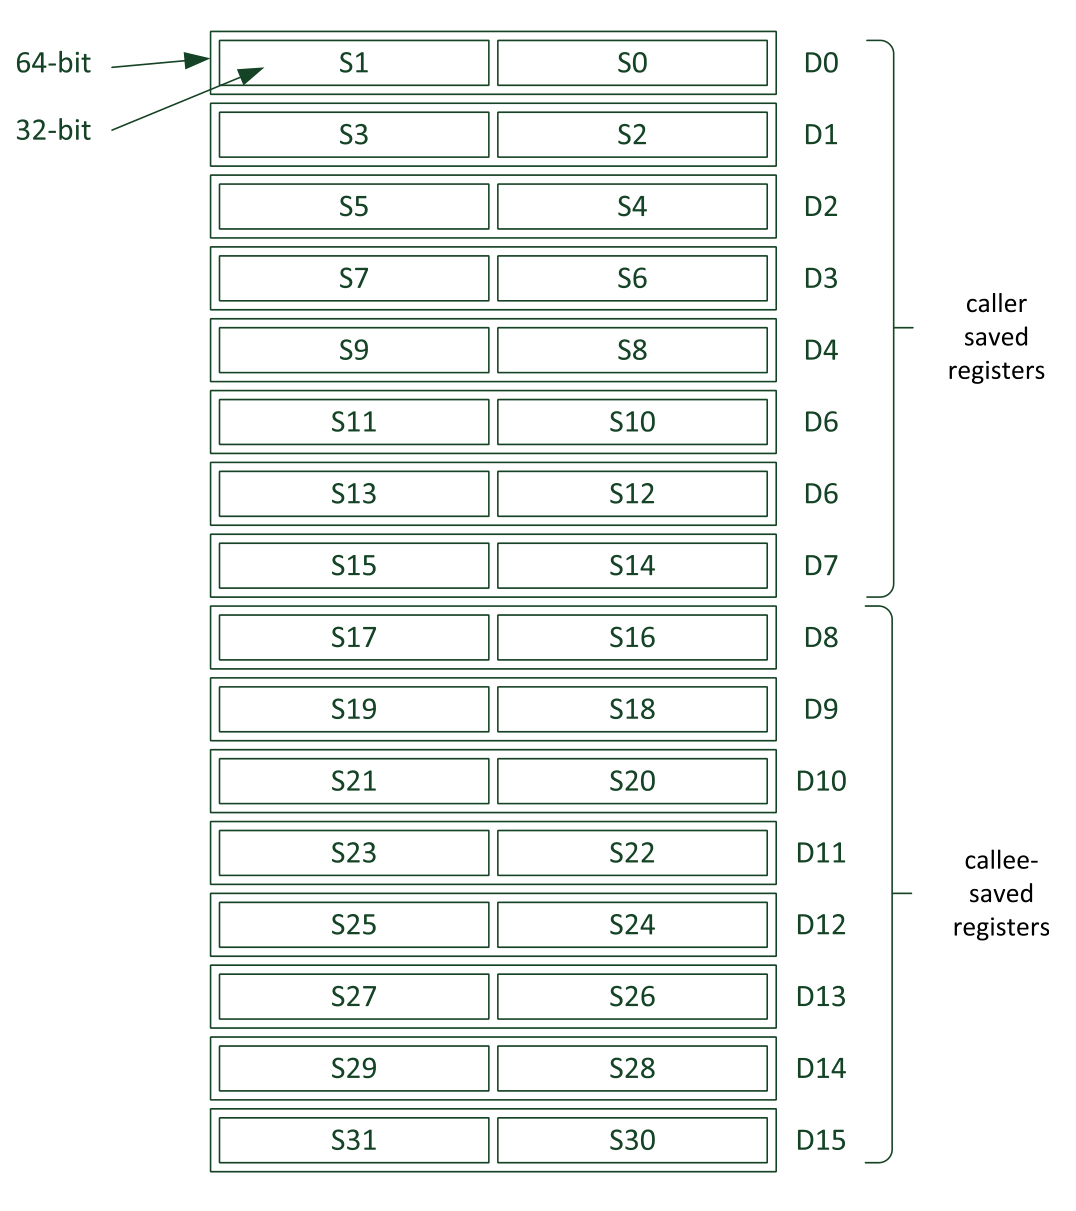 64-bit
S1 S0 D0
32-bit
S3 S2 D1
S5 S4 D2
S7 S6 D3
caller
saved
registers
S9 S8 D4
S11 S10 D6
S13 S12 D6
S15 S14 D7
S17 S16 D8
S19 S18 D9
S21 S20 D10
S23 S22 D11
callee-
saved
registers
S25 S24 D12
S27 S26 D13
S29 S28 D14
S31 S30 D15